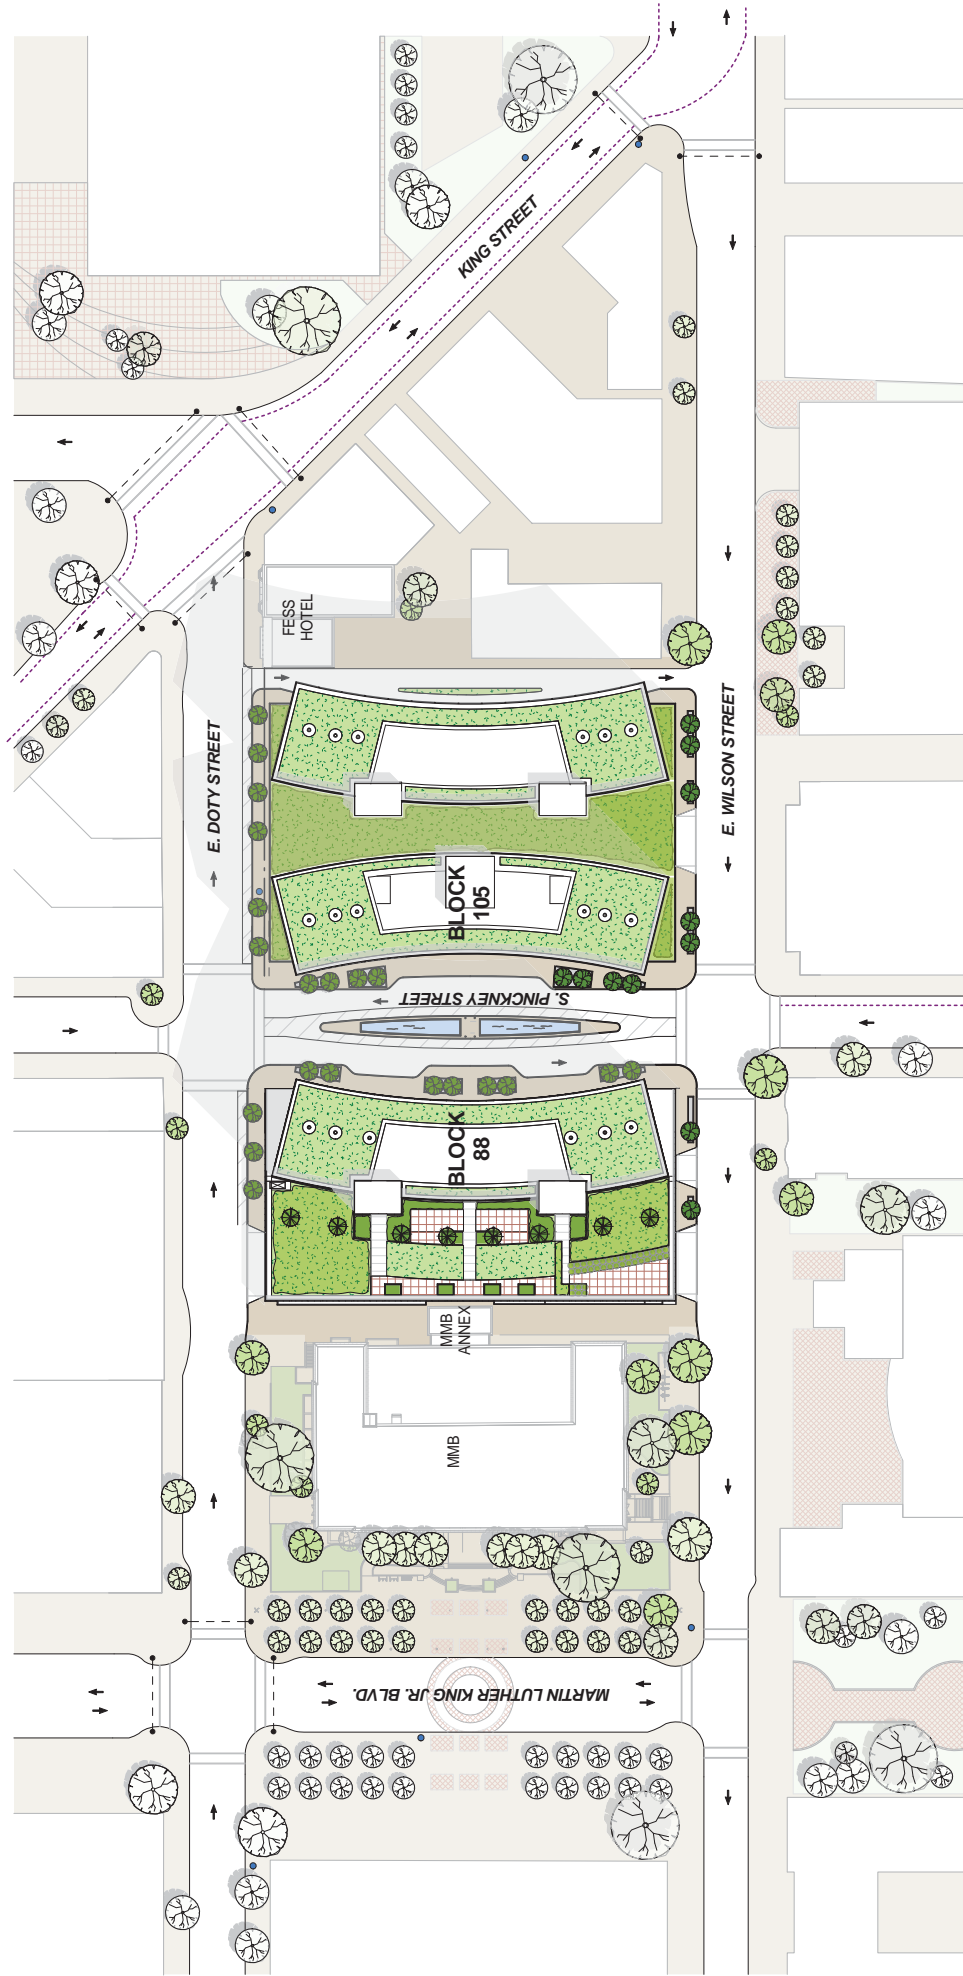 KING STREET
FESS
HOTEL
E. DOTY STREET
E. WILSON STREET
BLOCK
105
S. PINCKNEY STREET
BLOCK
88
MMB
ANNEX
MMB
MARTIN LUTHER KING JR. BLVD.